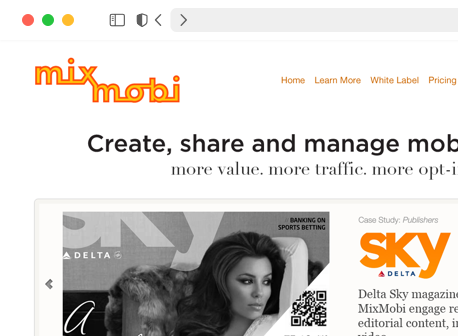 mix
mobi
Home Learn More White Label Pricing
Create, share and manage mob
more value. more traffic. more opt-i
sky
BANKING ON
SPORTS BETTING
DELTA
a
Case Study: Publishers
sky
DELTA
Delta Sky magazin
MixMobi engage re
editorial content, i
video